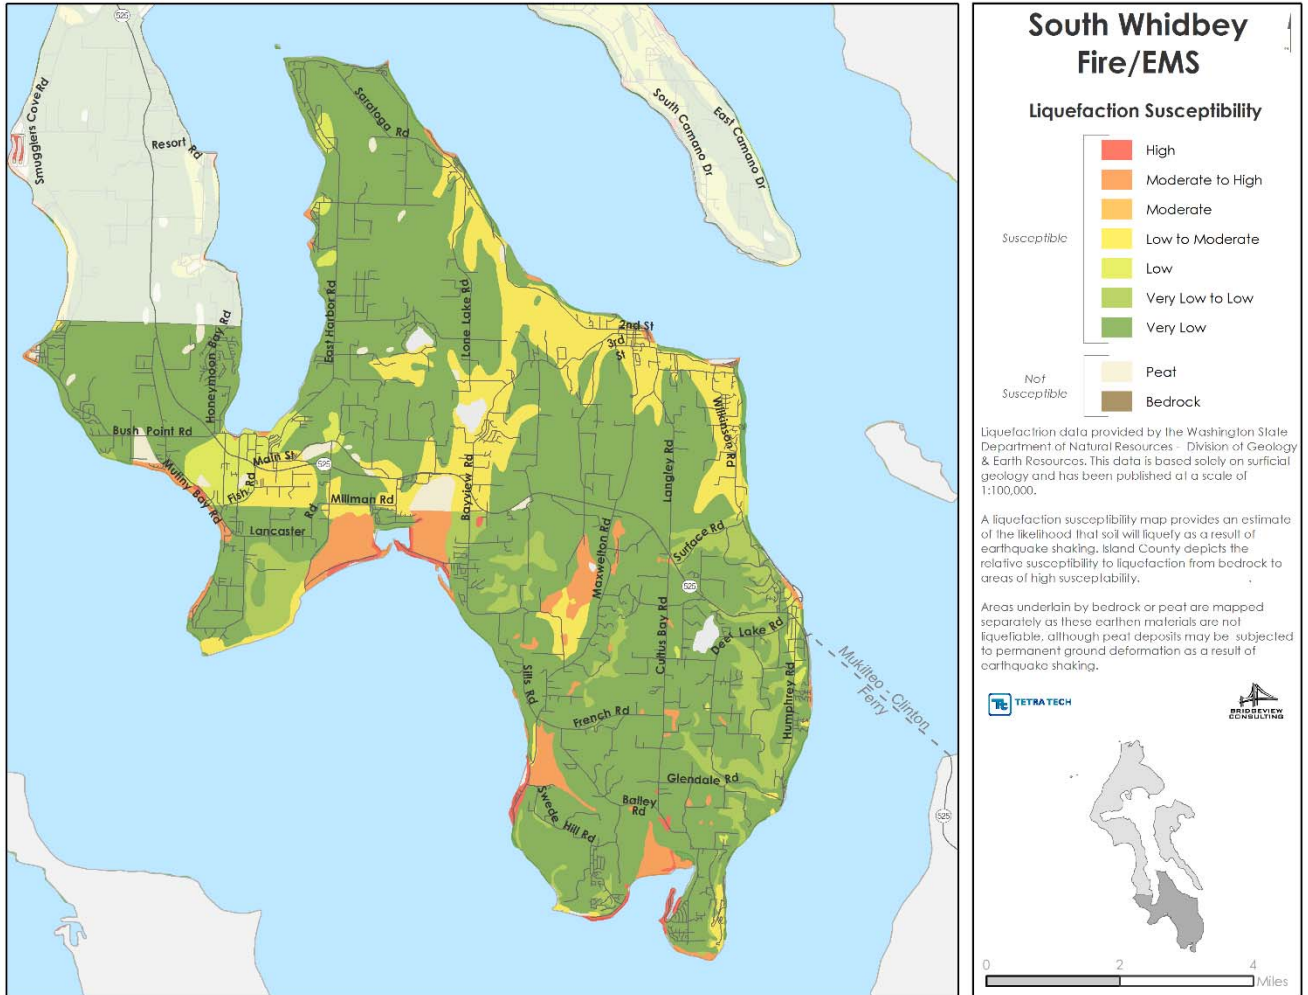 525
Smugglers Cove Rd
Resort Rd
Saratoga Rd
South Camano Dr
East Camano Dr
Honeymoon Bay Rd
East Harbor Rd
Lone Lake Rd
2nd St
3rd St
Wilkinson Rd
Bush Point Rd
Main St
525
Mutiny Bay Rd
Fish Rd
Millman Rd
Bayview Rd
Langley Rd
Lancaster Rd
Maxwelton Rd
Surface Rd
525
Cultus Bay Rd
Deer Lake Rd
Humphrey Rd
Mukilteo - Clinton
Ferry
Sills Rd
French Rd
Glendale Rd
Bailey Rd
Swede Hill Rd
525
South Whidbey
Fire/EMS
Liquefaction Susceptibility
Susceptible
High
Moderate to High
Moderate
Low to Moderate
Low
Very Low to Low
Very Low
Not
Susceptible
Peat
Bedrock
Liquefactrion data provided by the Washington State
Department of Natural Resources - Division of Geology
& Earth Resources. This data is based solely on surficial
geology and has been published at a scale of
1:100,000.
A liquefaction susceptibility map provides an estimate
of the likelihood that soil will liquefy as a result of
earthquake shaking. Island County depicts the
relative susceptibility to liquefaction from bedrock to
areas of high susceptability.
Areas underlain by bedrock or peat are mapped
separately as these earthen materials are not
liquefiable, although peat deposits may be subjected
to permanent ground deformation as a result of
earthquake shaking.
TETRA TECH
BRIDGEVIEW
CONSULTING
0 2 4
Miles